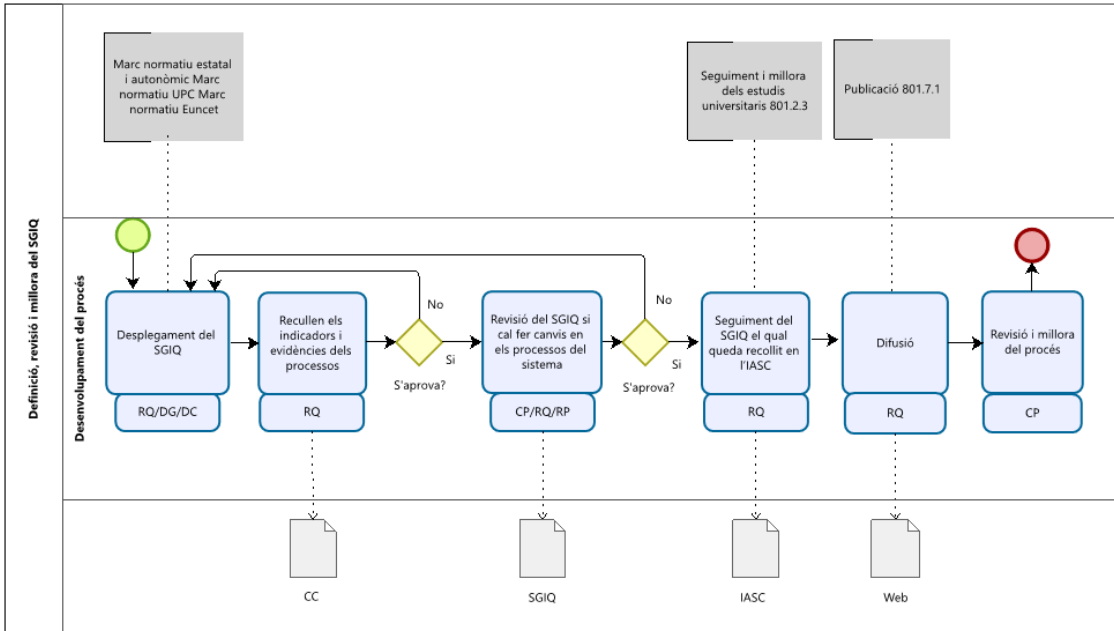 Definició, revisió i millora del SGIQ
Marc normatiu estatal
i autonòmic Marc
normatiu UPC Marc
normatiu Euncet
Seguiment i millora
dels estudis
universitaris 801.2.3
Publicació 801.7.1
Desenvolupament del procés
Desplegament del
SGIQ
RQ/DG/DC
Recullen els
indicadors i
evidències dels
processos
RQ
No
Si
S'aprova?
Revisió del SGIQ si
cal fer canvis en
els processos del
sistema
CP/RQ/RP
No
Si
S'aprova?
Seguiment del
SGIQ el qual
queda recollit en
l'IASC
RQ
Difusió
RQ
Revisió i millora
del procés
CP
CC
SGIQ
IASC
Web